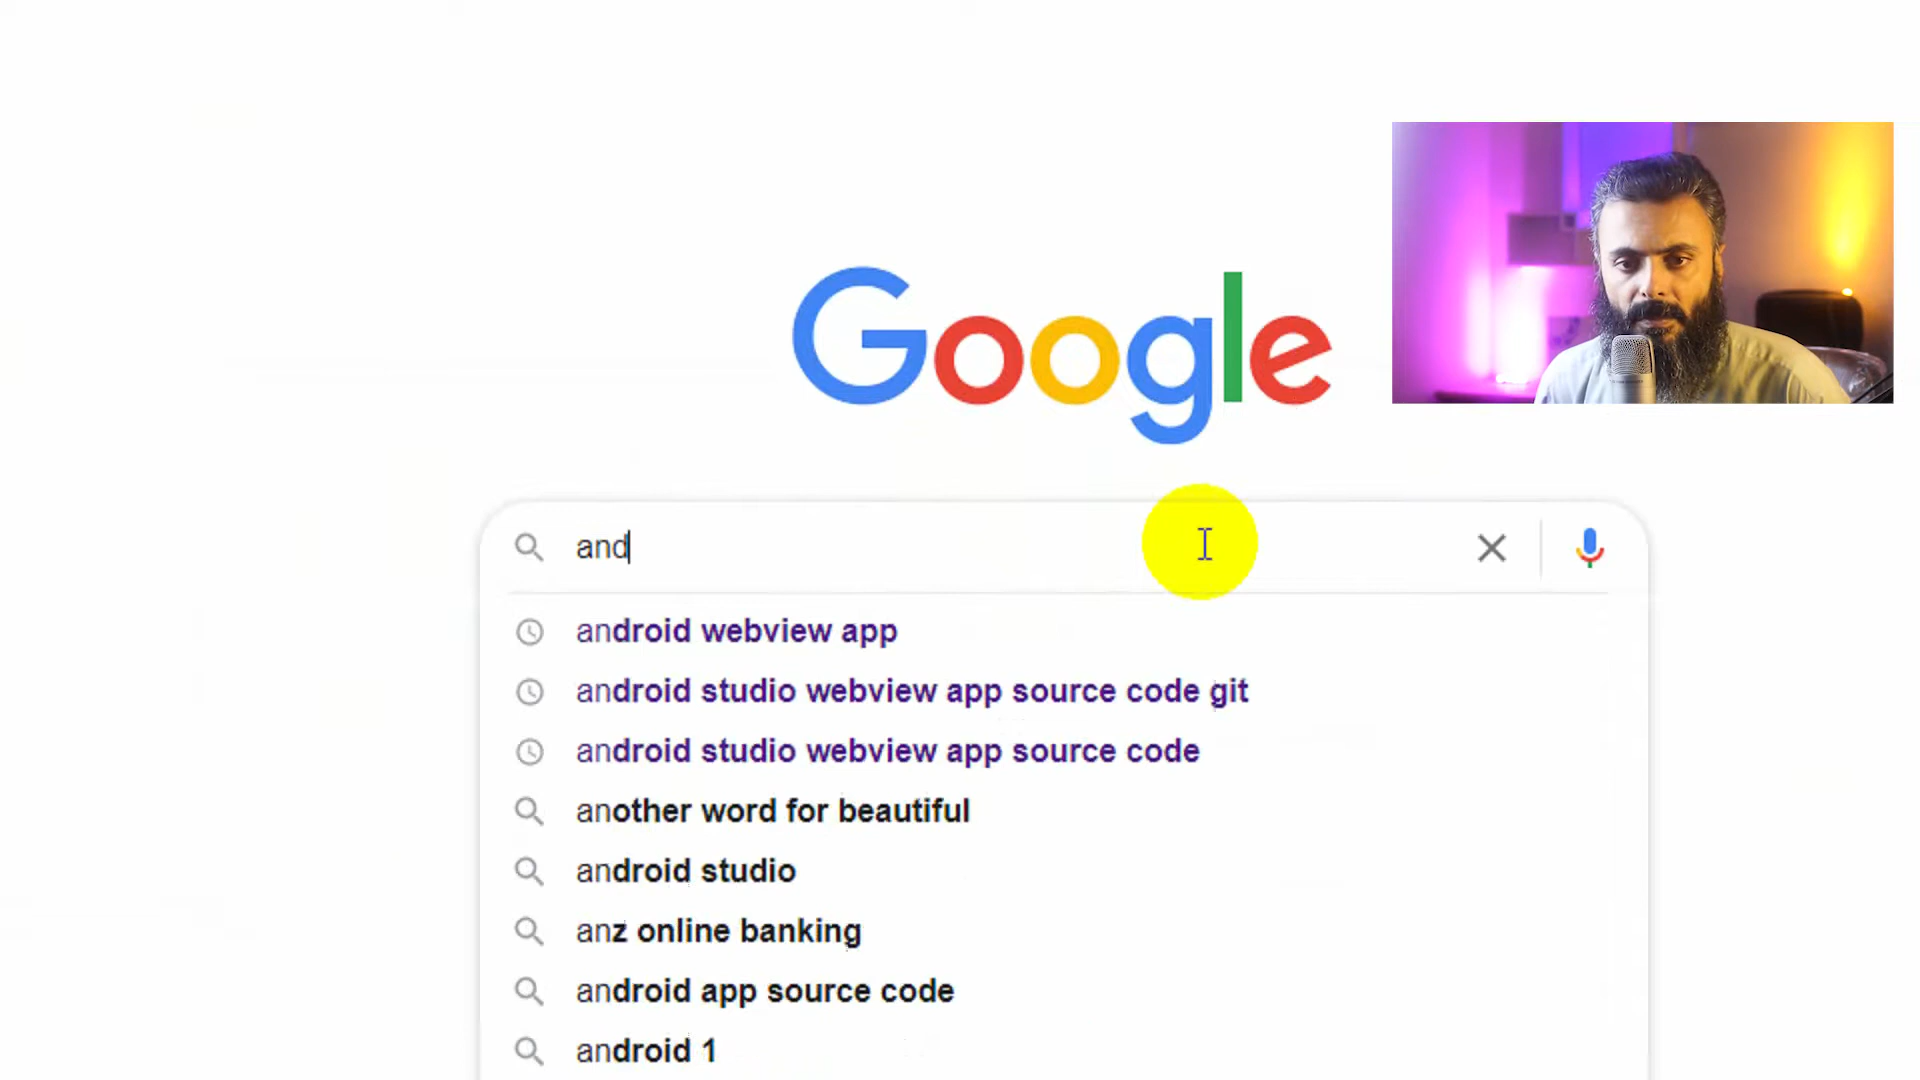 Google
and
android webview app
android studio webview app source code git
android studio webview app source code
another word for beautiful
android studio
anz online banking
android app source code
android 1